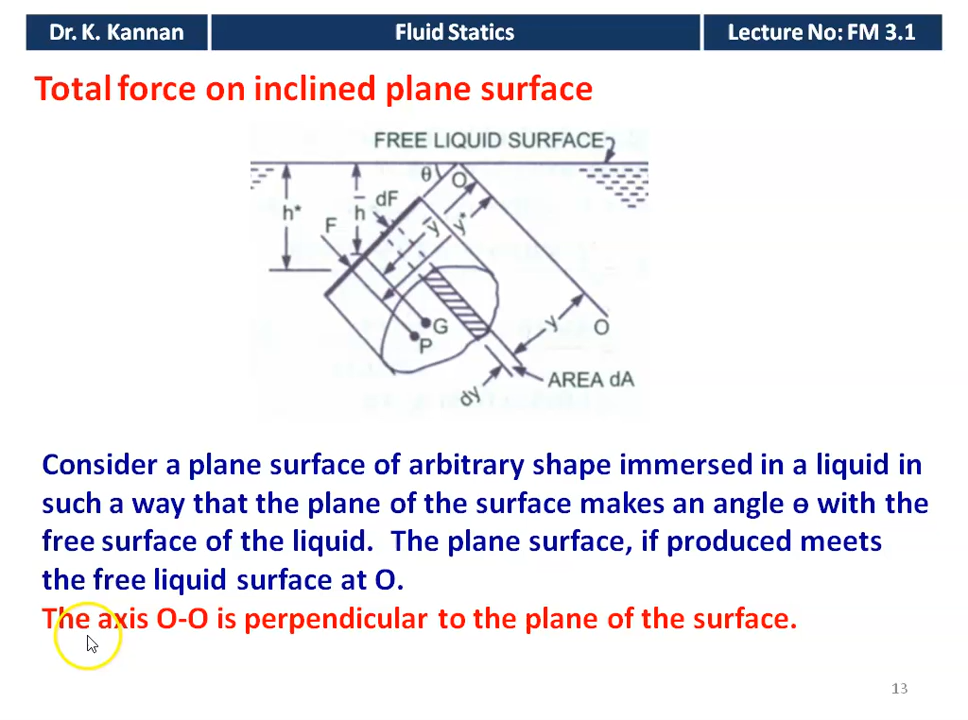 Dr. K. Kannan
Fluid Statics
Lecture No: FM 3.1
Total force on inclined plane surface
FREE LIQUID SURFACE
θ
O
h*
h̄
dF
F
ȳ
y*
G
P
y
O
dy
AREA dA
Consider a plane surface of arbitrary shape immersed in a liquid in
such a way that the plane of the surface makes an angle ɵ with the
free surface of the liquid. The plane surface, if produced meets
the free liquid surface at O.
The axis O-O is perpendicular to the plane of the surface.
13